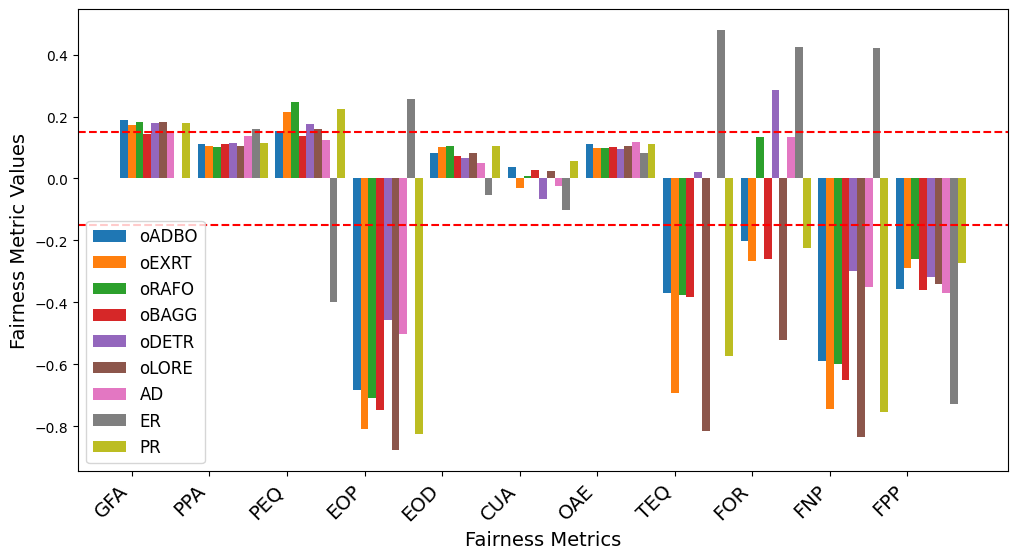 Fairness Metric Values
0.4
0.2
0.0
−0.2
−0.4
−0.6
−0.8
oADBO
oEXRT
oRAFO
oBAGG
oDETR
oLORE
AD
ER
PR
GFA
PPA
PEQ
EOP
EOD
CUA
OAE
TEQ
FOR
FNP
FPP
Fairness Metrics